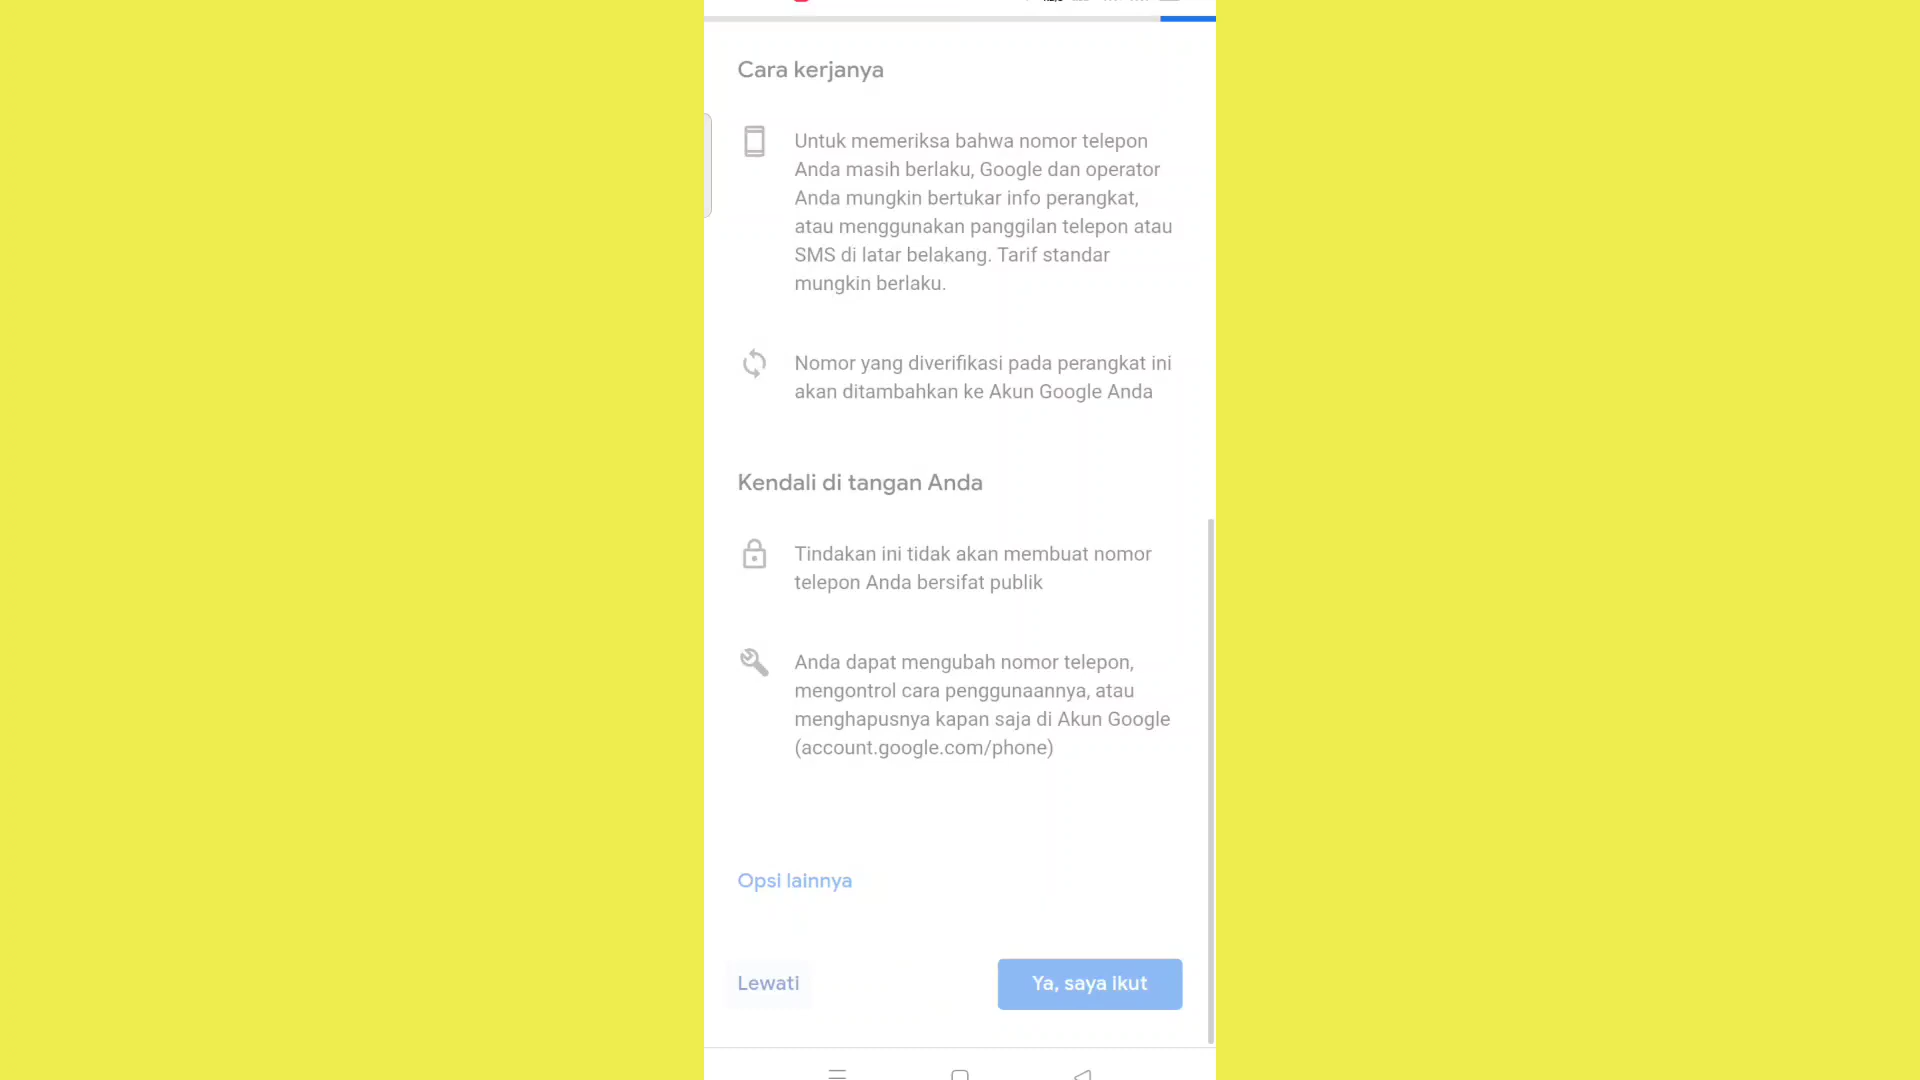 Cara kerjanya
Untuk memeriksa bahwa nomor telepon
Anda masih berlaku, Google dan operator
Anda mungkin bertukar info perangkat,
atau menggunakan panggilan telepon atau
SMS di latar belakang. Tarif standar
mungkin berlaku.
Nomor yang diverifikasi pada perangkat ini
akan ditambahkan ke Akun Google Anda
Kendali di tangan Anda
Tindakan ini tidak akan membuat nomor
telepon Anda bersifat publik
Anda dapat mengubah nomor telepon,
mengontrol cara penggunaannya, atau
menghapusnya kapan saja di Akun Google
(account.google.com/phone)
Opsi lainnya
Lewati
Ya, saya ikut